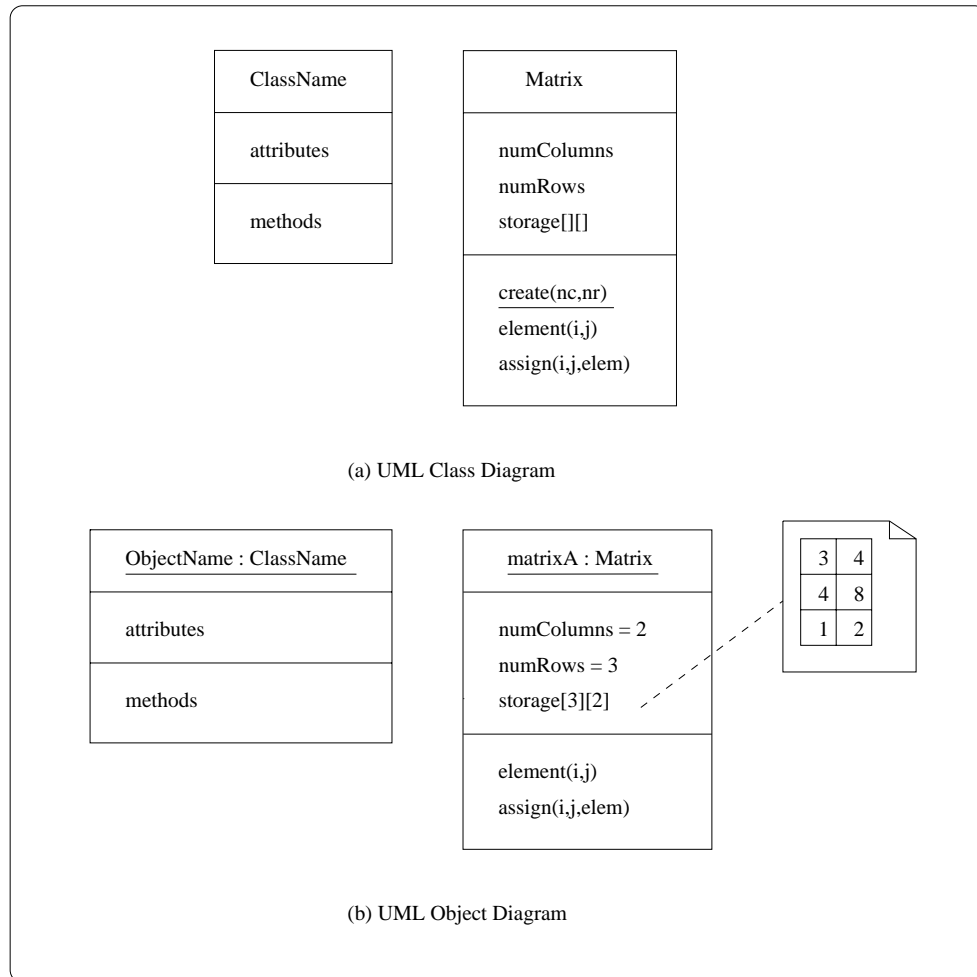 ClassName
attributes
methods
Matrix
numColumns
numRows
storage[][]
create(nc,nr)
element(i,j)
assign(i,j,elem)
(a) UML Class Diagram
ObjectName : ClassName
attributes
methods
matrixA : Matrix
numColumns = 2
numRows = 3
storage[3][2]
element(i,j)
assign(i,j,elem)
3 4
4 8
1 2
(b) UML Object Diagram